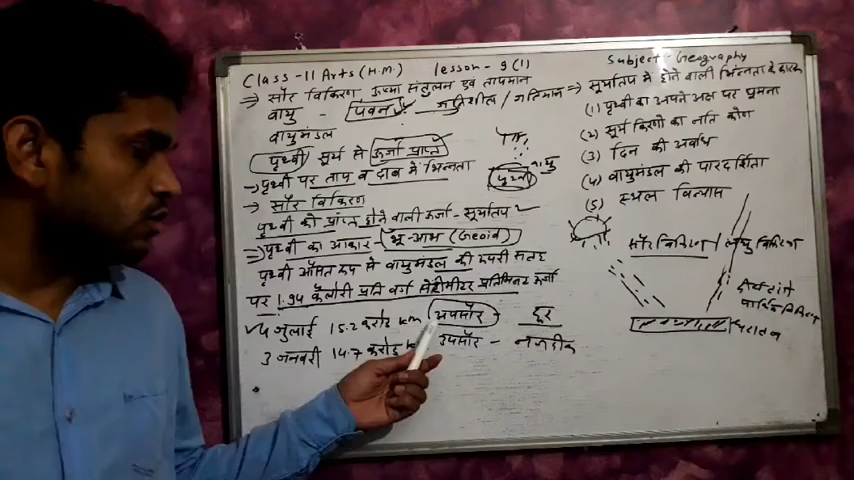 Class-11 Arts (H.M.) lesson-9(1)
Subject-Geography
⇒ सौर विकिरण ऊष्मा संतुलन एवं तापमान
वायु - पवन गतिशील / गतिमान
वायुमंडल
पृथ्वी सूर्य से ऊर्जा प्राप्त
→ पृथ्वी पर ताप व दाब में भिन्नता
→ सौर विकिरण
पृथ्वी को प्राप्त होने वाली ऊर्जा - सूर्यातप
⇒ पृथ्वी का आकार - भू-आभ (Geoid)
पृथ्वी औसत रूप से वायुमंडल की ऊपरी सतह
पर 1.94 कैलोरी प्रति वर्ग सेंटीमीटर प्रतिमिनट ऊर्जा
4 जुलाई 15.2 करोड़ km अपसौर - दूर
3 जनवरी 14.7 करोड़ उपसौर - नजदीक
वायु
पृथ्वी
⇒ सूर्यातप में होने वाली भिन्नता के कारक
(1) पृथ्वी का अपने अक्ष पर घूमना
(2) सूर्य किरणों का नति कोण
(3) दिन की अवधि
(4) वायुमंडल की पारदर्शिता
(5) स्थल विन्यास
सौर विकिरण / लघु विकिरण
पार्थिव विकिरण
धरातल